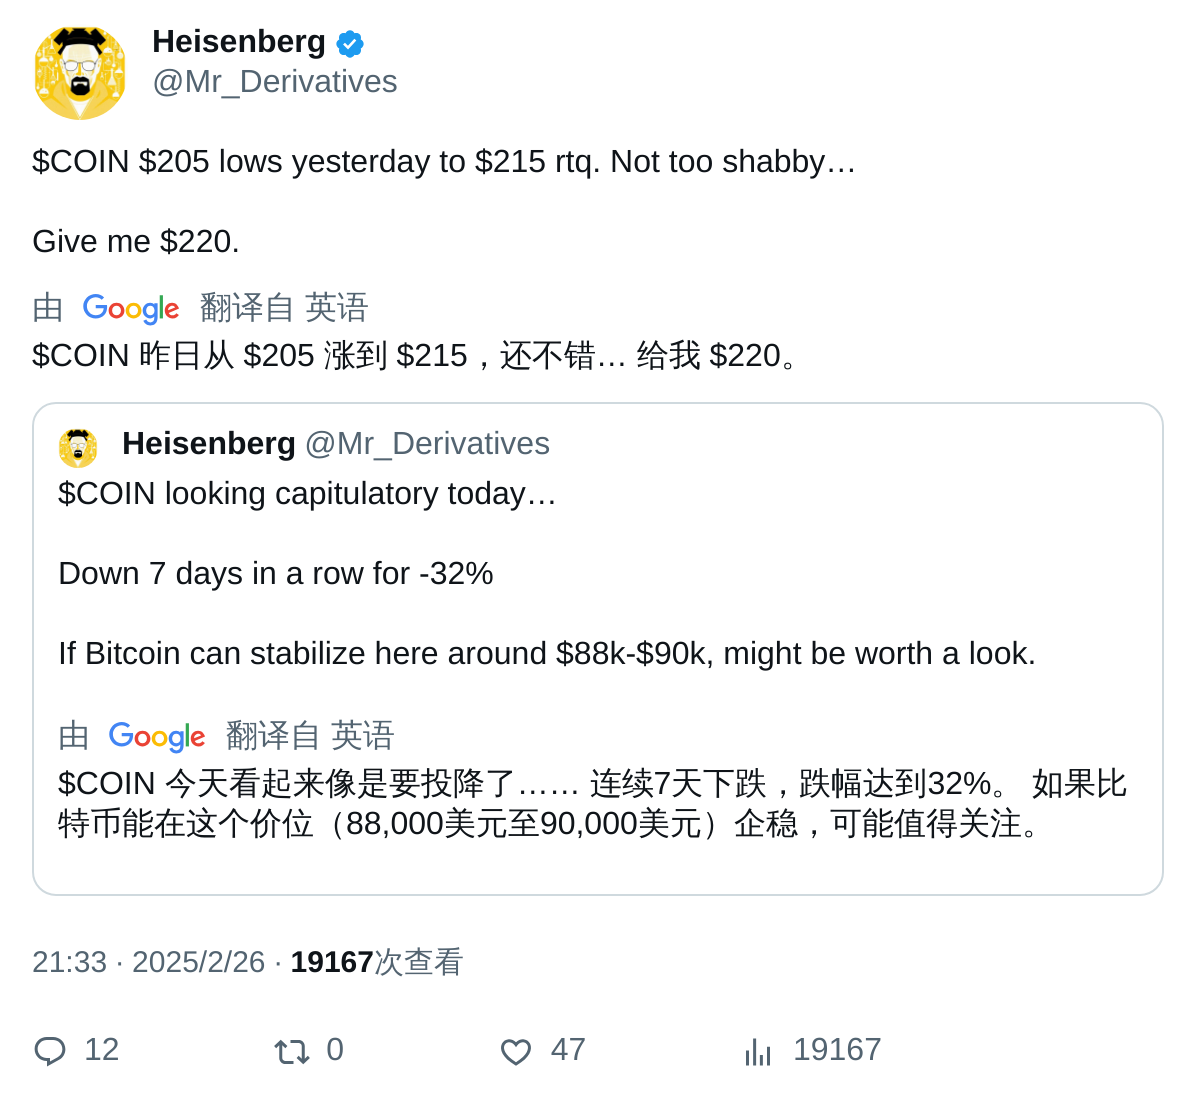 Heisenberg
@Mr_Derivatives
$COIN $205 lows yesterday to $215 rtq. Not too shabby…
Give me $220.
由 Google 翻译自 英语
$COIN 昨日从 $205 涨到 $215，还不错… 给我 $220。
Heisenberg @Mr_Derivatives
$COIN looking capitulatory today…
Down 7 days in a row for -32%
If Bitcoin can stabilize here around $88k-$90k, might be worth a look.
由 Google 翻译自 英语
$COIN 今天看起来像是要投降了…… 连续7天下跌，跌幅达到32%。 如果比
特币能在这个价位（88,000美元至90,000美元）企稳，可能值得关注。
21:33 · 2025/2/26 · 19167次查看
12 0 47 19167